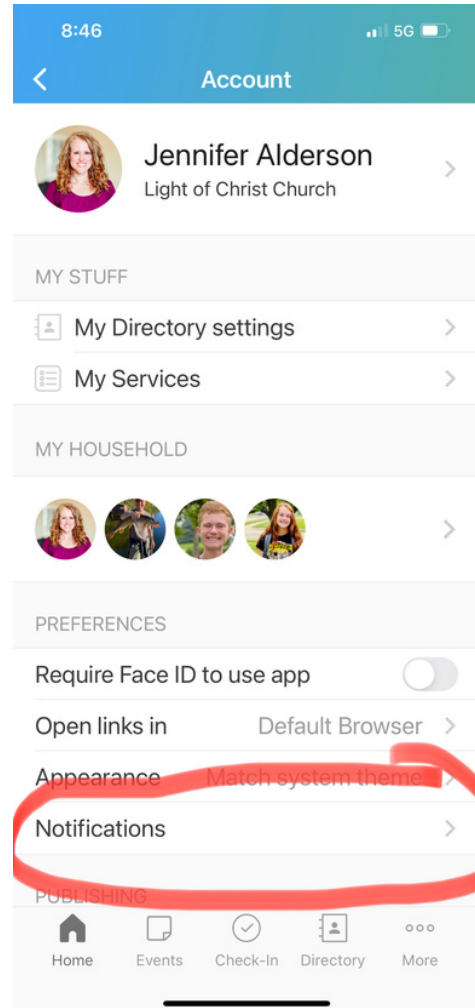 8:46
5G
Account
Jennifer Alderson
Light of Christ Church
MY STUFF
My Directory settings
My Services
MY HOUSEHOLD
PREFERENCES
Require Face ID to use app
Open links in Default Browser
Appearance Match system theme
Notifications
PUBLISHING
Home Events Check-In Directory More